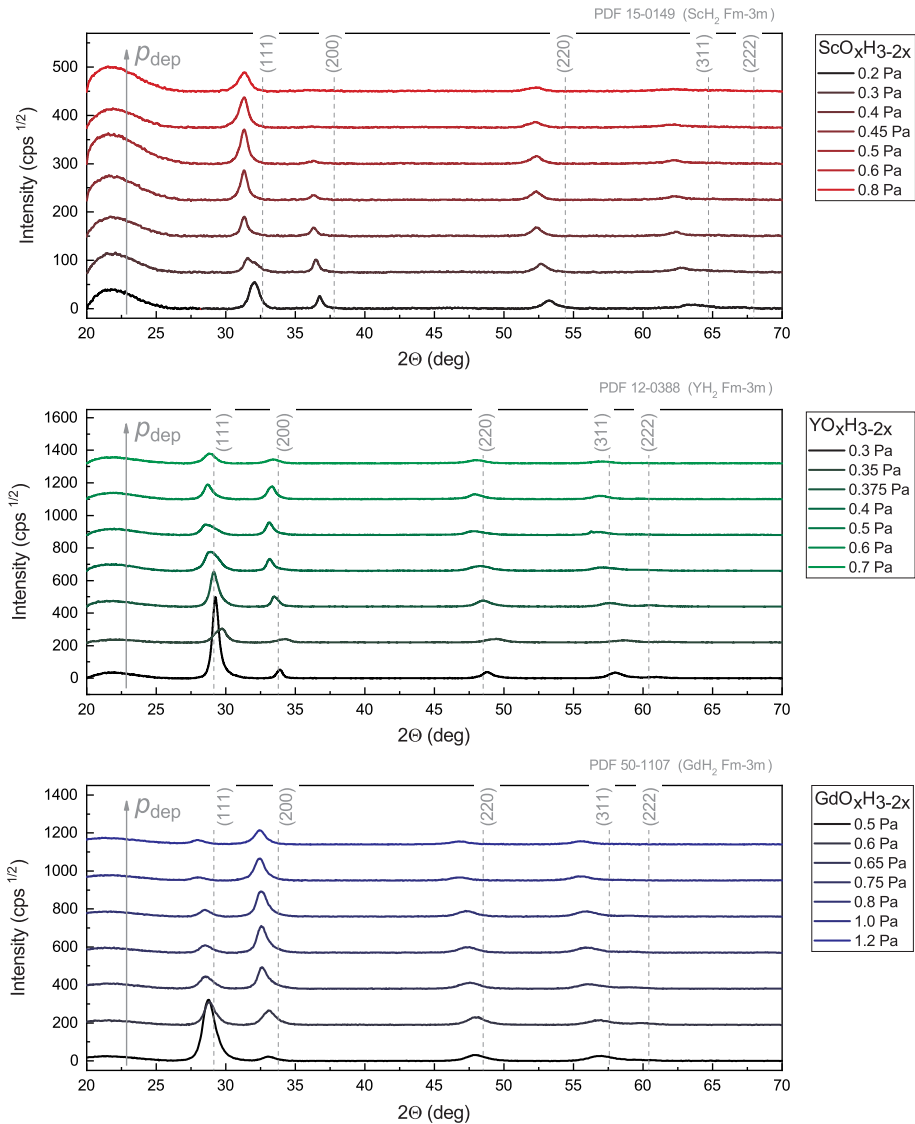 PDF 15-0149 (ScH2 Fm-3m)
pdep
(111)
(200)
(220)
(311)
(222)
500
400
300
200
100
0
Intensity (cps 1/2)
20 25 30 35 40 45 50 55 60 65 70
2Θ (deg)
ScOxH3-2x
0.2 Pa
0.3 Pa
0.4 Pa
0.45 Pa
0.5 Pa
0.6 Pa
0.8 Pa
PDF 12-0388 (YH2 Fm-3m)
pdep
(111)
(200)
(220)
(311)
(222)
1600
1400
1200
1000
800
600
400
200
0
Intensity (cps 1/2)
20 25 30 35 40 45 50 55 60 65 70
2Θ (deg)
YOxH3-2x
0.3 Pa
0.35 Pa
0.375 Pa
0.4 Pa
0.5 Pa
0.6 Pa
0.7 Pa
PDF 50-1107 (GdH2 Fm-3m)
pdep
(111)
(200)
(220)
(311)
(222)
1400
1200
1000
800
600
400
200
0
Intensity (cps 1/2)
20 25 30 35 40 45 50 55 60 65 70
2Θ (deg)
GdOxH3-2x
0.5 Pa
0.6 Pa
0.65 Pa
0.75 Pa
0.8 Pa
1.0 Pa
1.2 Pa